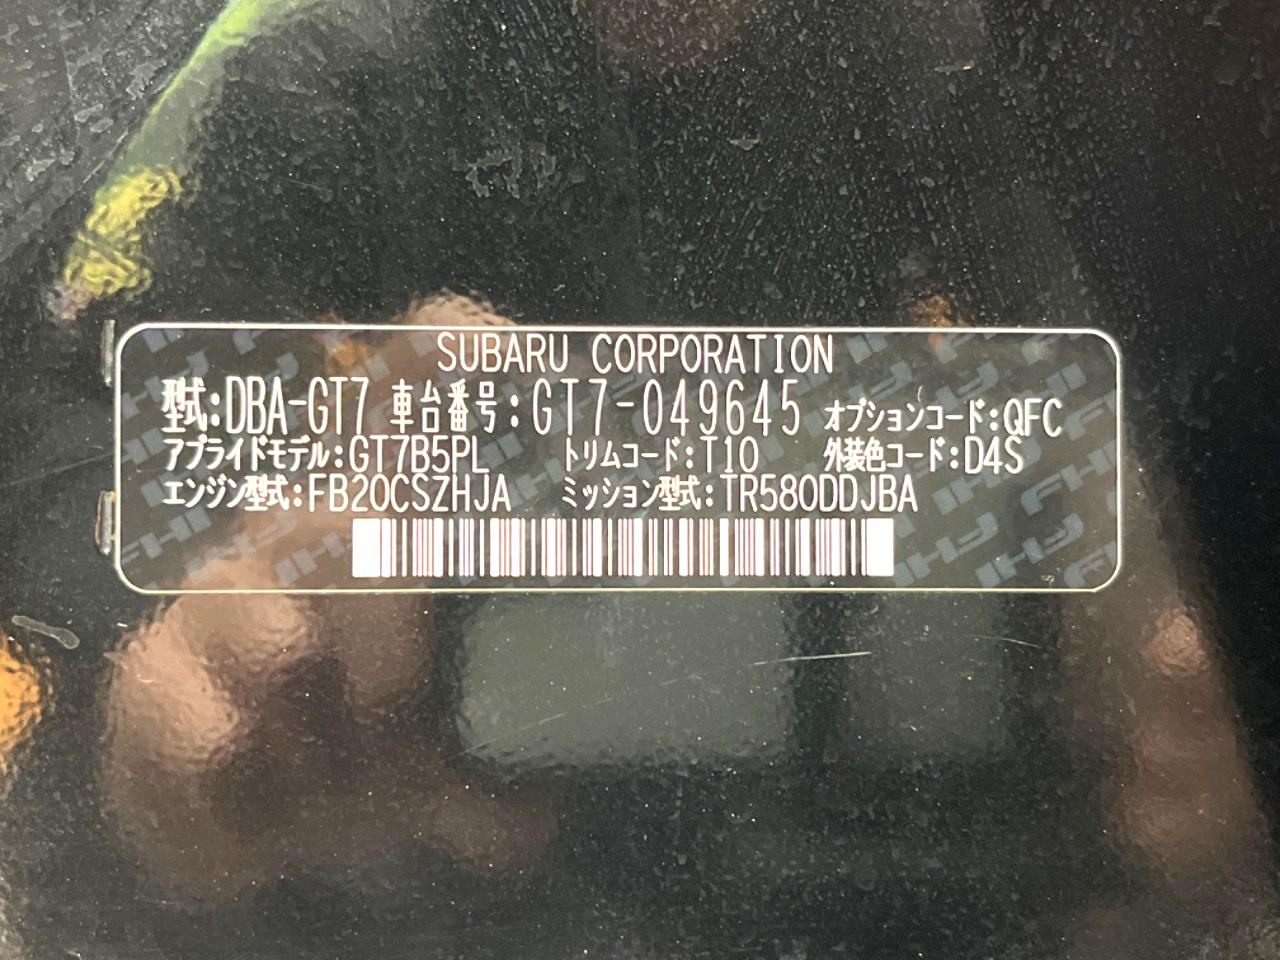 SUBARU CORPORATION
型式:DBA-GT7 車台番号:GT7-049645 オプションコード:QFC
アプライドモデル:GT7B5PL トリムコード:T10 外装色コード:D4S
エンジン型式:FB20CSZHJA ミッション型式:TR580DDJBA